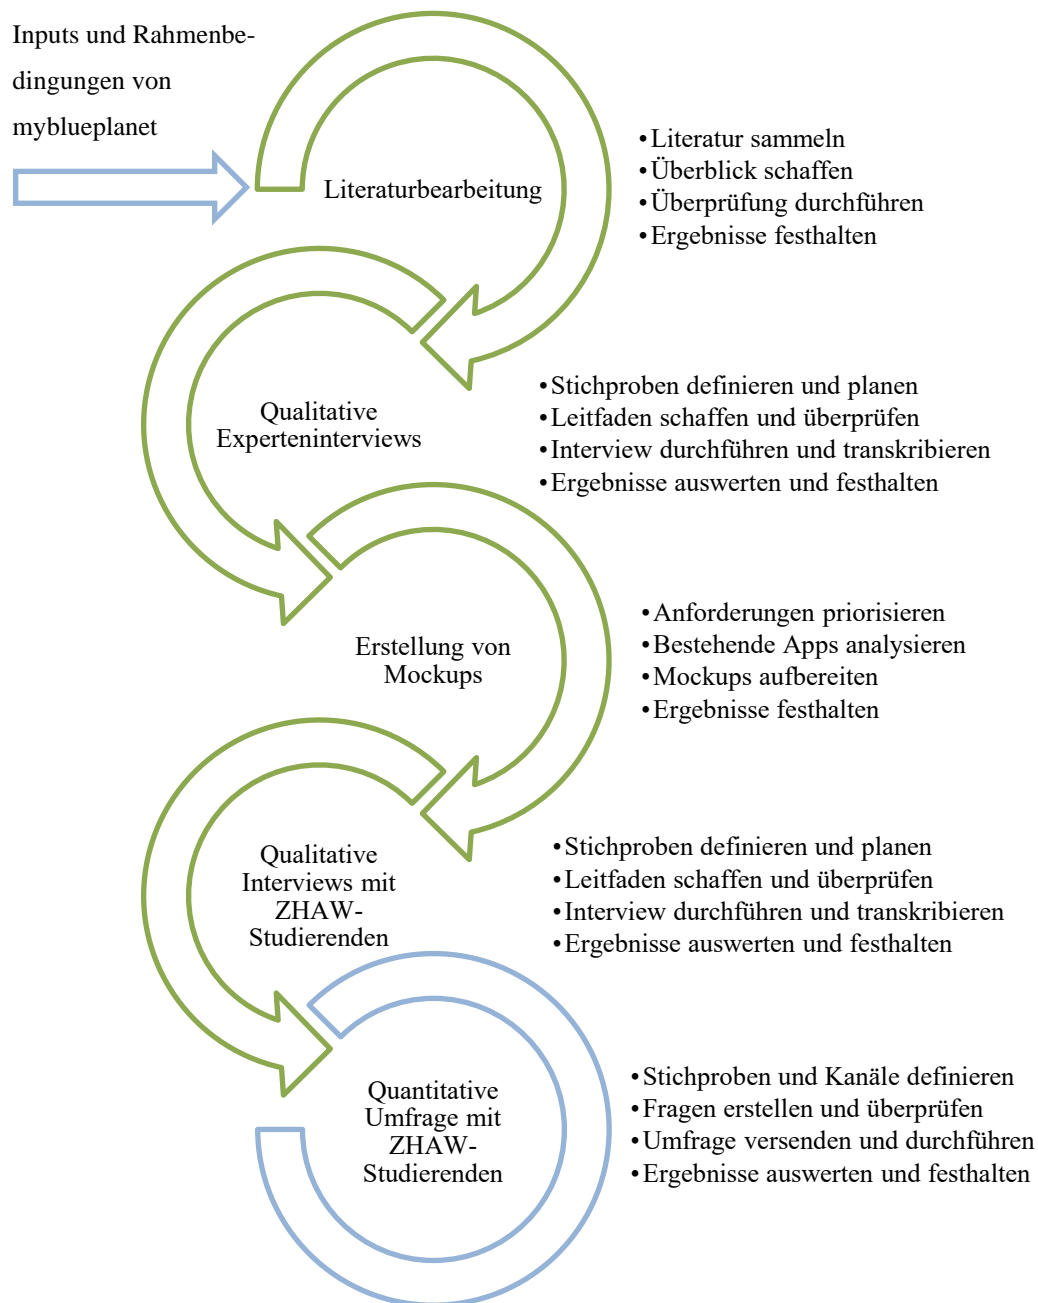 Inputs und Rahmenbe-
dingungen von
myblueplanet
Literaturbearbeitung
•Literatur sammeln
•Überblick schaffen
•Überprüfung durchführen
•Ergebnisse festhalten
Qualitative
Experteninterviews
•Stichproben definieren und planen
•Leitfaden schaffen und überprüfen
•Interview durchführen und transkribieren
•Ergebnisse auswerten und festhalten
Erstellung von
Mockups
•Anforderungen priorisieren
•Bestehende Apps analysieren
•Mockups aufbereiten
•Ergebnisse festhalten
Qualitative
Interviews mit
ZHAW-
Studierenden
•Stichproben definieren und planen
•Leitfaden schaffen und überprüfen
•Interview durchführen und transkribieren
•Ergebnisse auswerten und festhalten
Quantitative
Umfrage mit
ZHAW-
Studierenden
•Stichproben und Kanäle definieren
•Fragen erstellen und überprüfen
•Umfrage versenden und durchführen
•Ergebnisse auswerten und festhalten